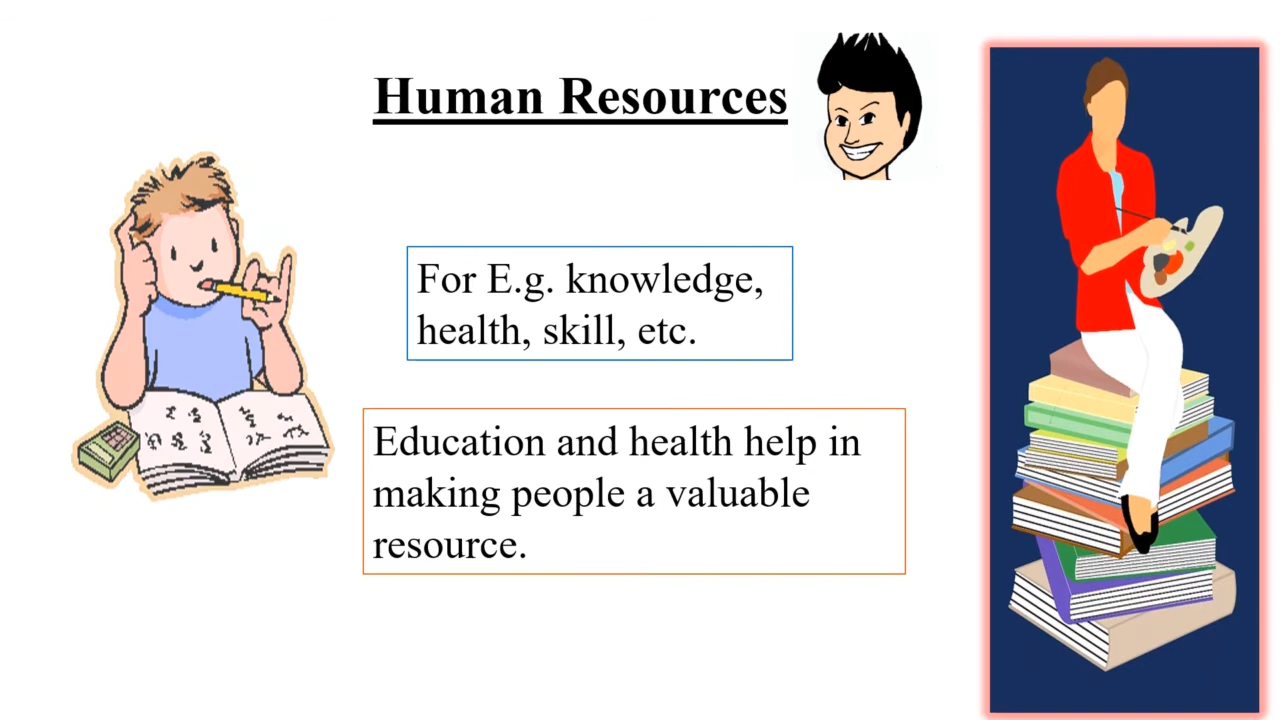 Human Resources
For E.g. knowledge,
health, skill, etc.
Education and health help in
making people a valuable
resource.